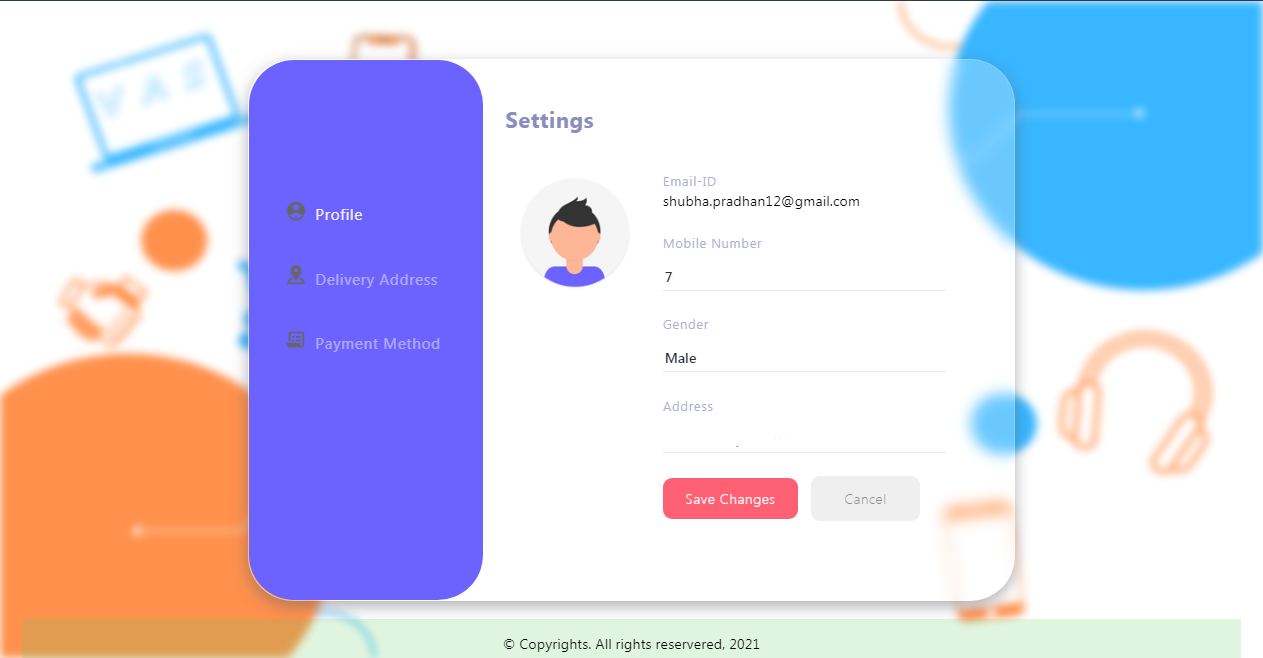 VAS
Settings
Profile
Delivery Address
Payment Method
Email-ID
shubha.pradhan12@gmail.com
Mobile Number
7
Gender
Male
Address
Save Changes
Cancel
© Copyrights. All rights reservered, 2021